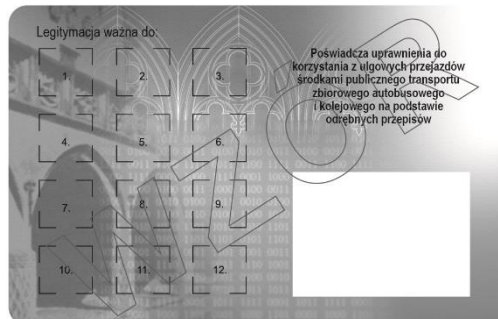 Legitymacja ważna do:
1. 2. 3.
4. 5. 6.
7. 8. 9.
10. 11. 12.
Poświadcza uprawnienia do
korzystania z ulgowych przejazdów
środkami publicznego transportu
zbiorowego autobusowego
i kolejowego na podstawie
odrębnych przepisów
WZÓR